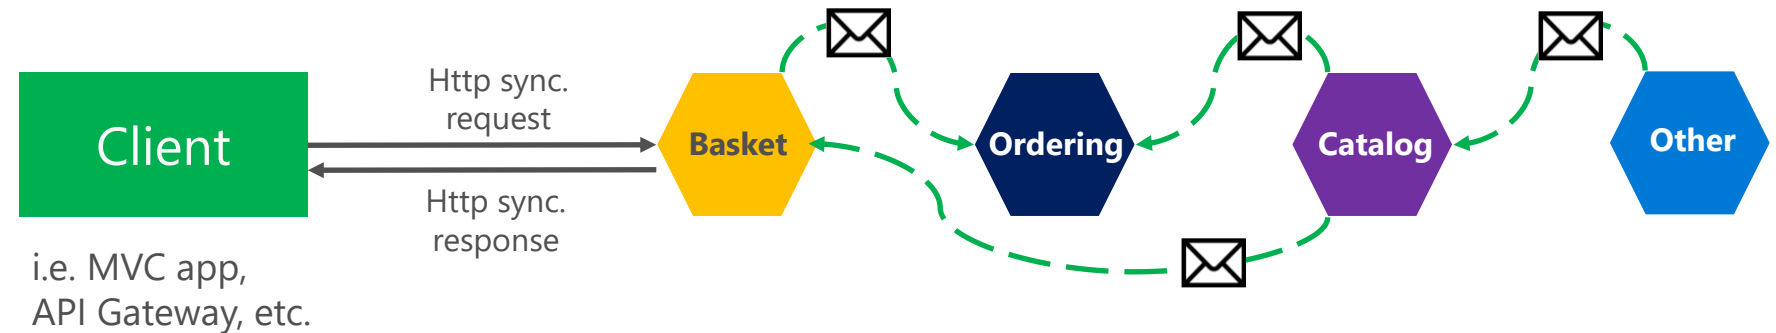 Client
Http sync.
request
Http sync.
response
Basket
Ordering
Catalog
Other
i.e. MVC app,
API Gateway, etc.